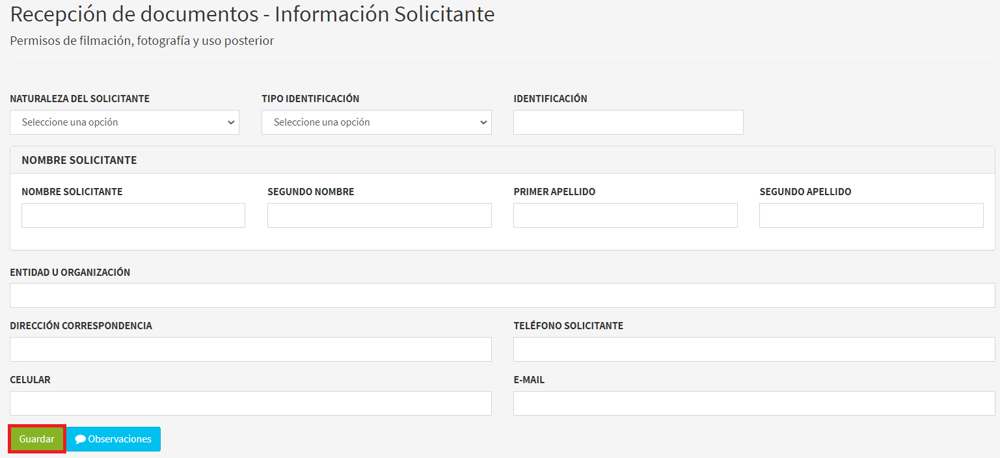 Recepción de documentos - Información Solicitante
Permisos de filmación, fotografía y uso posterior
NATURALEZA DEL SOLICITANTE TIPO IDENTIFICACIÓN IDENTIFICACIÓN
Seleccione una opción Seleccione una opción
NOMBRE SOLICITANTE
NOMBRE SOLICITANTE SEGUNDO NOMBRE PRIMER APELLIDO SEGUNDO APELLIDO
ENTIDAD U ORGANIZACIÓN
DIRECCIÓN CORRESPONDENCIA TELÉFONO SOLICITANTE
CELULAR E-MAIL
Guardar Observaciones